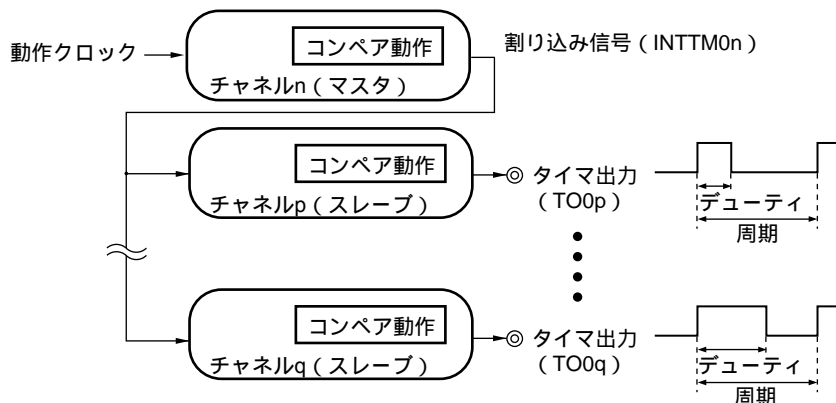 コンペア動作
動作クロック
割り込み信号（INTTM0n）
チャネルn（マスタ）
コンペア動作
チャネルp（スレーブ）
タイマ出力
（TO0p）
デューティ
周期
コンペア動作
チャネルq（スレーブ）
タイマ出力
（TO0q）
デューティ
周期